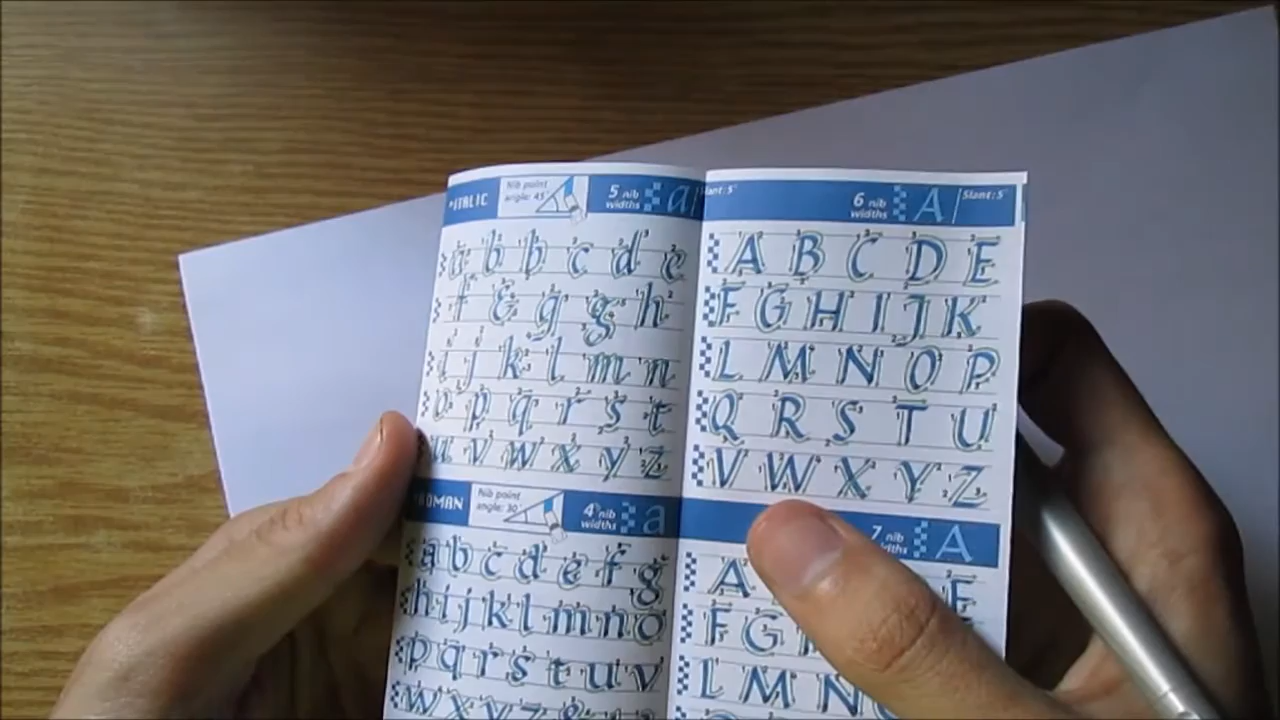 ITALIC Nib point angle: 45° 5 nib widths a Slant: 5° 6 nib widths A Slant: 5°
a b b c d e
f & g g h
i j k l m n
o p q r s t
u v w x y z
A B C D E
F G H I J K
L M N O P
Q R S T U
V W X Y Z
ROMAN Nib point angle: 30° nib widths a 7 nib widths A
a b c d e f g
h i j k l m n o
p q r s t u v
w x y z &
A E
F G
L M N